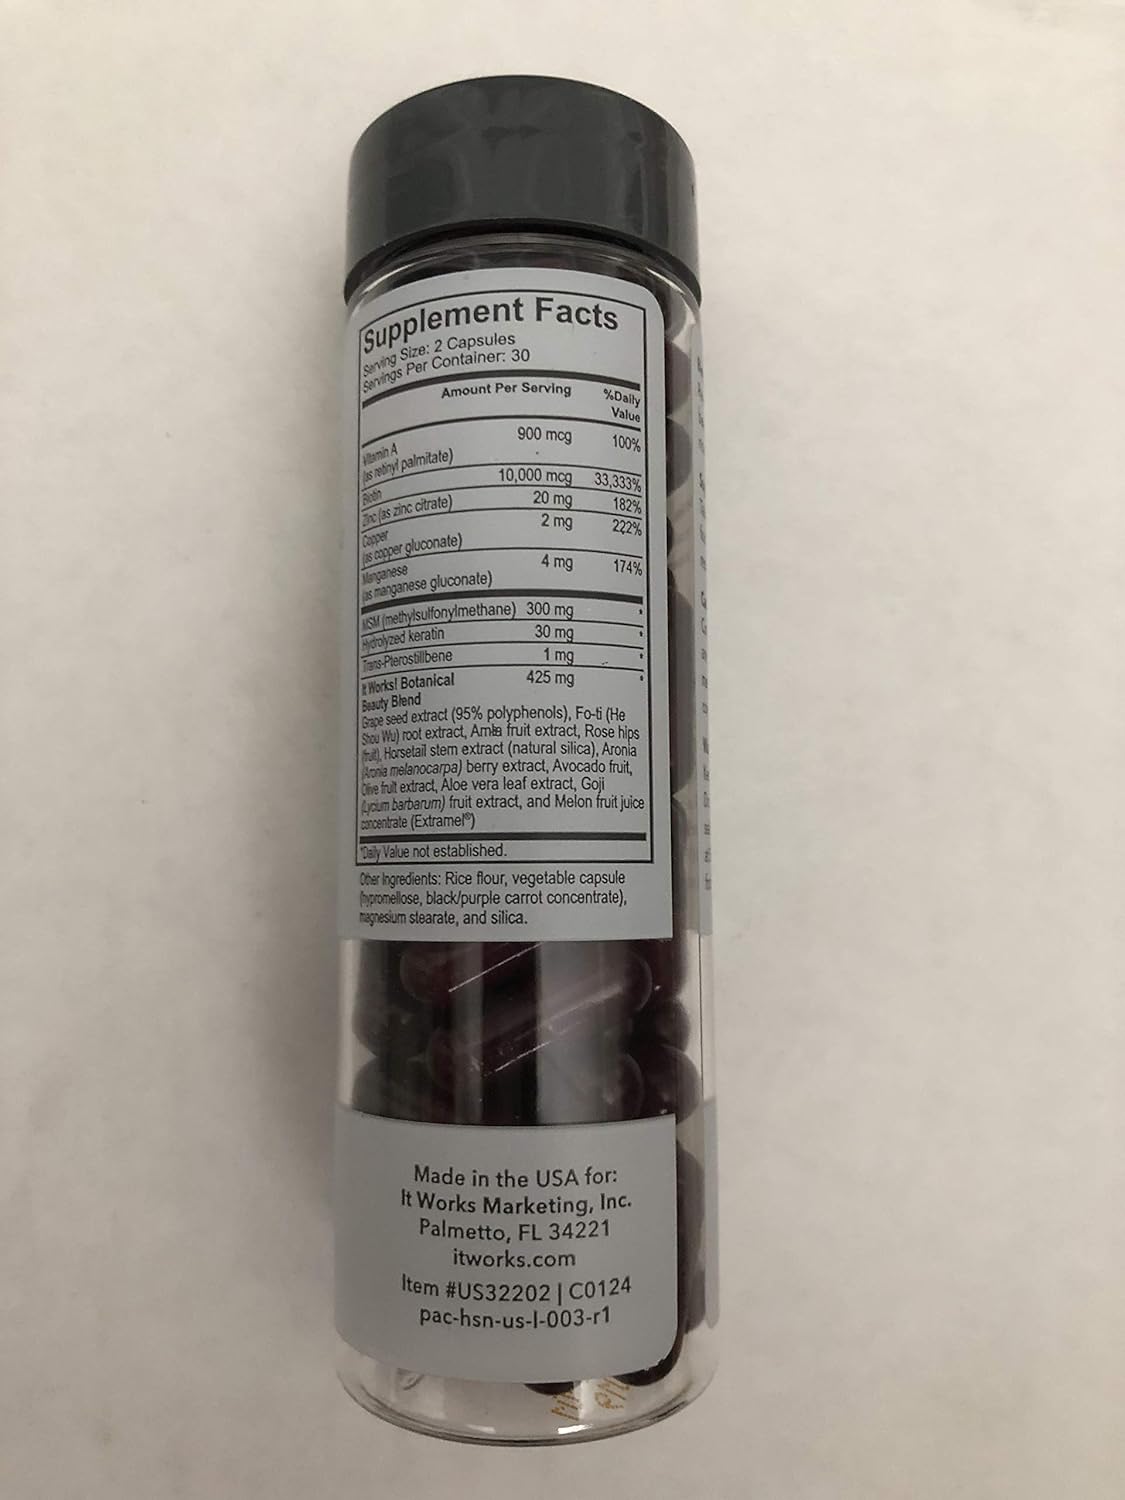 Supplement Facts
Serving Size: 2 Capsules
Servings Per Container: 30
Amount Per Serving %Daily
Value
Vitamin A 900 mcg 100%
(as retinyl palmitate)
Biotin 10,000 mcg 33,333%
Zinc (as zinc citrate) 20 mg 182%
Copper 2 mg 222%
(as copper gluconate)
Manganese 4 mg 174%
(as manganese gluconate)
MSM (methylsulfonylmethane) 300 mg *
Hydrolyzed keratin 30 mg *
Trans-Pterostilbene 1 mg *
It Works! Botanical 425 mg *
Beauty Blend
Grape seed extract (95% polyphenols), Fo-ti (He
Shou Wu) root extract, Amla fruit extract, Rose hips
(fruit), Horsetail stem extract (natural silica), Aronia
(Aronia melanocarpa) berry extract, Avocado fruit,
Olive fruit extract, Aloe vera leaf extract, Goji
(Lycium barbarum) fruit extract, and Melon fruit juice
concentrate (Extramel®)
*Daily Value not established.
Other Ingredients: Rice flour, vegetable capsule
(hypromellose, black/purple carrot concentrate),
magnesium stearate, and silica.
Made in the USA for:
It Works Marketing, Inc.
Palmetto, FL 34221
itworks.com
Item #US32202 | C0124
pac-hsn-us-l-003-r1